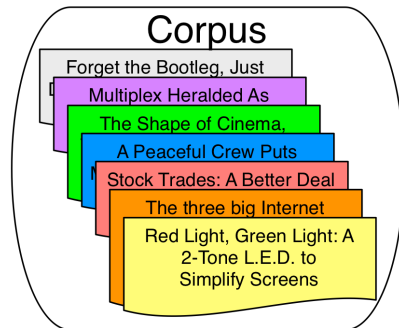 Corpus
Forget the Bootleg, Just
Multiplex Heralded As
The Shape of Cinema,
A Peaceful Crew Puts
Stock Trades: A Better Deal
The three big Internet
Red Light, Green Light: A
2-Tone L.E.D. to
Simplify Screens